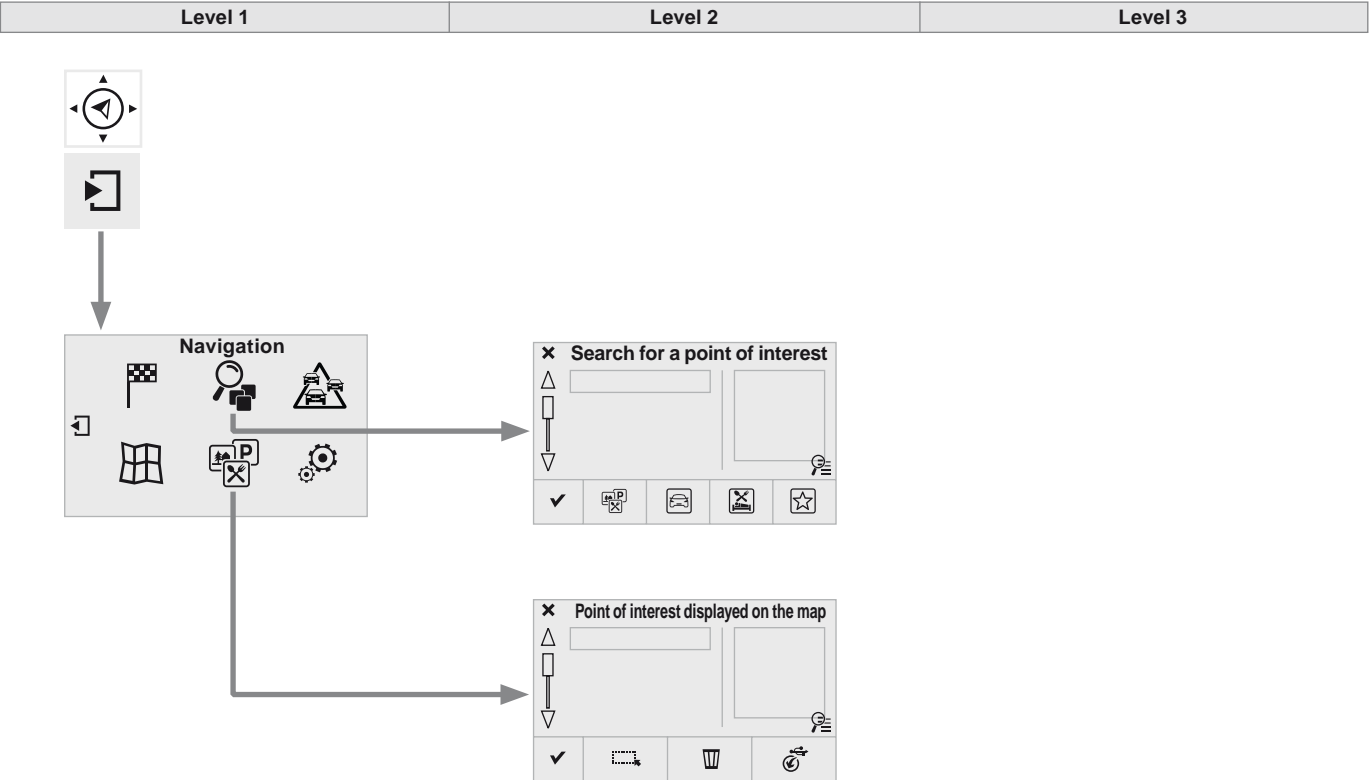 Level 1
Level 2
Level 3
Navigation
P
Search for a point of interest
P
Point of interest displayed on the map